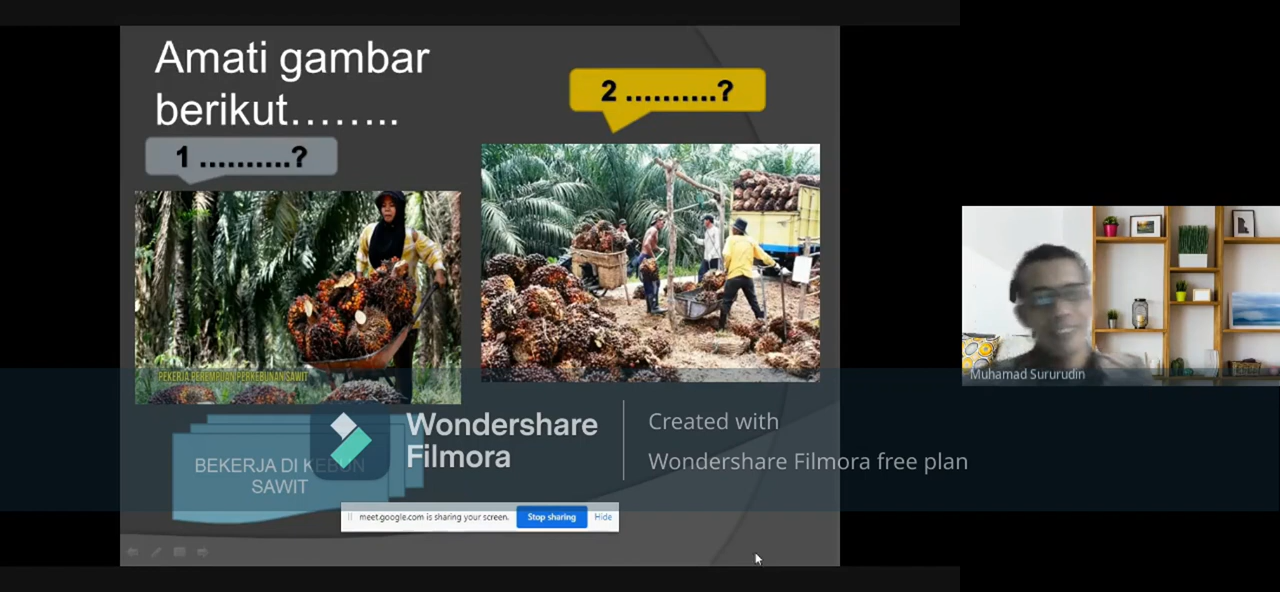 Amati gambar
berikut……..
1 ..........?
2 ..........?
PEKERJA PEREMPUAN PERKEBUNAN SAWIT
Muhamad Sururudin
Wondershare
Filmora
Created with
Wondershare Filmora free plan
BEKERJA DI KEBUN
SAWIT
meet.google.com is sharing your screen. Stop sharing Hide